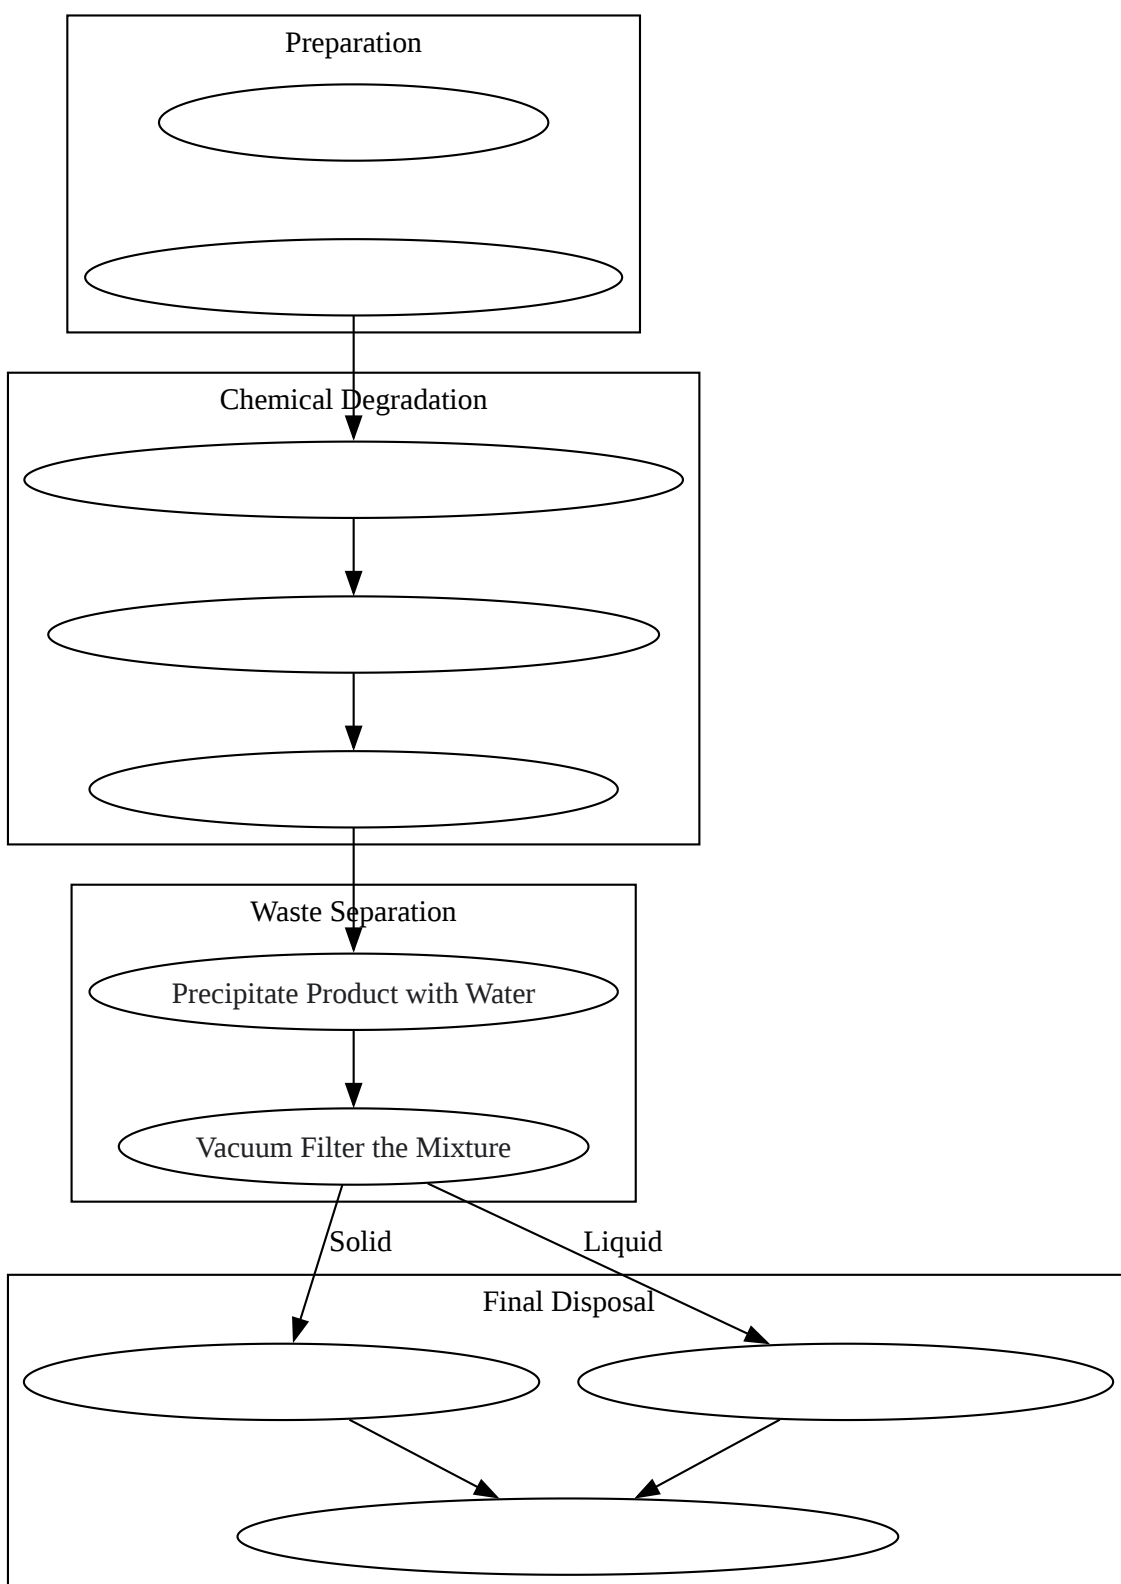 Preparation
Chemical Degradation
Waste Separation
Precipitate Product with Water
Vacuum Filter the Mixture
Solid
Liquid
Final Disposal